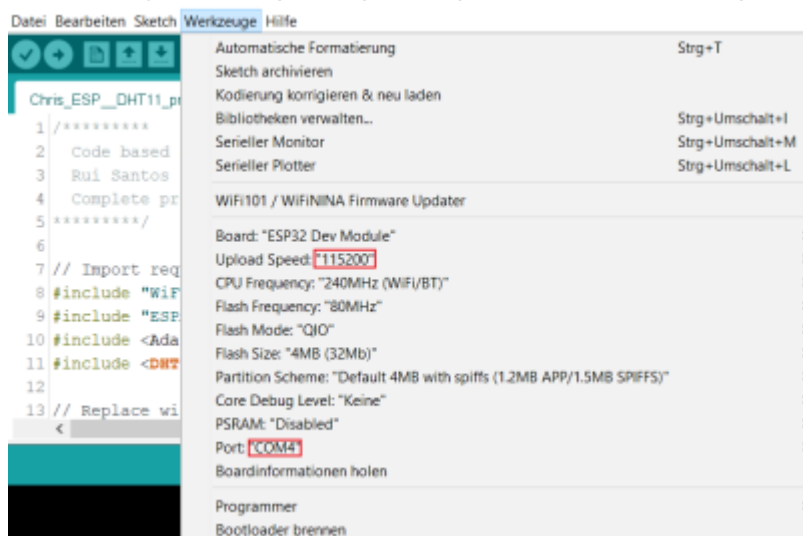 Datei Bearbeiten Sketch Werkzeuge Hilfe
Automatische Formatierung Strg+T
Sketch archivieren
Kodierung korrigieren & neu laden
Bibliotheken verwalten... Strg+Umschalt+I
Serieller Monitor Strg+Umschalt+M
Serieller Plotter Strg+Umschalt+L
WiFi101 / WiFiNINA Firmware Updater
Board: "ESP32 Dev Module"
Upload Speed: "115200"
CPU Frequency: "240MHz (WiFi/BT)"
Flash Frequency: "80MHz"
Flash Mode: "QIO"
Flash Size: "4MB (32Mb)"
Partition Scheme: "Default 4MB with spiffs (1.2MB APP/1.5MB SPIFFS)"
Core Debug Level: "Keine"
PSRAM: "Disabled"
Port: "COM4"
Boardinformationen holen
Programmer
Bootloader brennen
Chris_ESP__DHT11_pr
1 /*********
2 Code based
3 Rui Santos
4 Complete pr
5 *********/
6
7 // Import req
8 #include "WiF
9 #include "ESP
10 #include <Ada
11 #include <DHT
12
13 // Replace wi